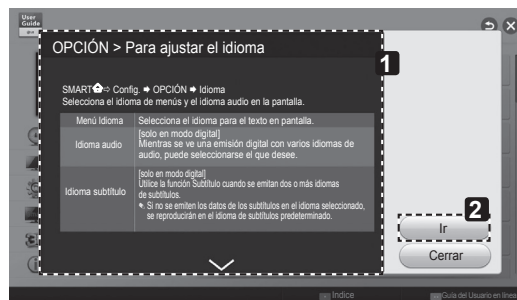 User
Guide
OPCIÓN > Para ajustar el idioma
1
SMART ⇨ Config. ➡ OPCIÓN ➡ Idioma
Selecciona el idioma de menús y el idioma audio en la pantalla.
Menú Idioma Selecciona el idioma para el texto en pantalla.
Idioma audio
[solo en modo digital]
Mientras se ve una emisión digital con varios idiomas de
audio, puede seleccionarse el que desee.
Idioma subtítulo
[solo en modo digital]
Utilice la función Subtítulo cuando se emitan dos o más idiomas
de subtítulos.
Si no se emiten los datos de los subtítulos en el idioma seleccionado,
se reproducirán en el idioma de subtítulos predeterminado.
2
Ir
Cerrar
Indice
Guía del Usuario en línea